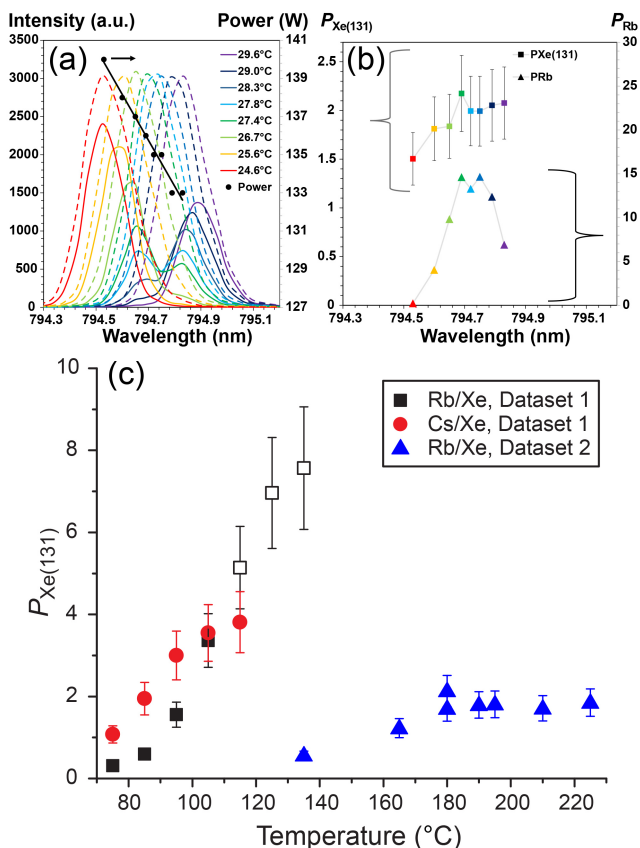 Intensity (a.u.) Power (W)
(a)
3500
3000
2500
2000
1500
1000
500
0
141
139
137
135
133
131
129
127
29.6°C
29.0°C
28.3°C
27.8°C
27.4°C
26.7°C
25.6°C
24.6°C
Power
794.3 794.5 794.7 794.9 795.1
Wavelength (nm)
PXe(131) PRb
(b)
3
2.5
2
1.5
1
0.5
0
30
25
20
15
10
5
0
PXe(131)
PRb
794.3 794.5 794.7 794.9 795.1
Wavelength (nm)
(c)
10
8
6
4
2
0
PXe(131)
Rb/Xe, Dataset 1
Cs/Xe, Dataset 1
Rb/Xe, Dataset 2
80 100 120 140 160 180 200 220
Temperature (°C)